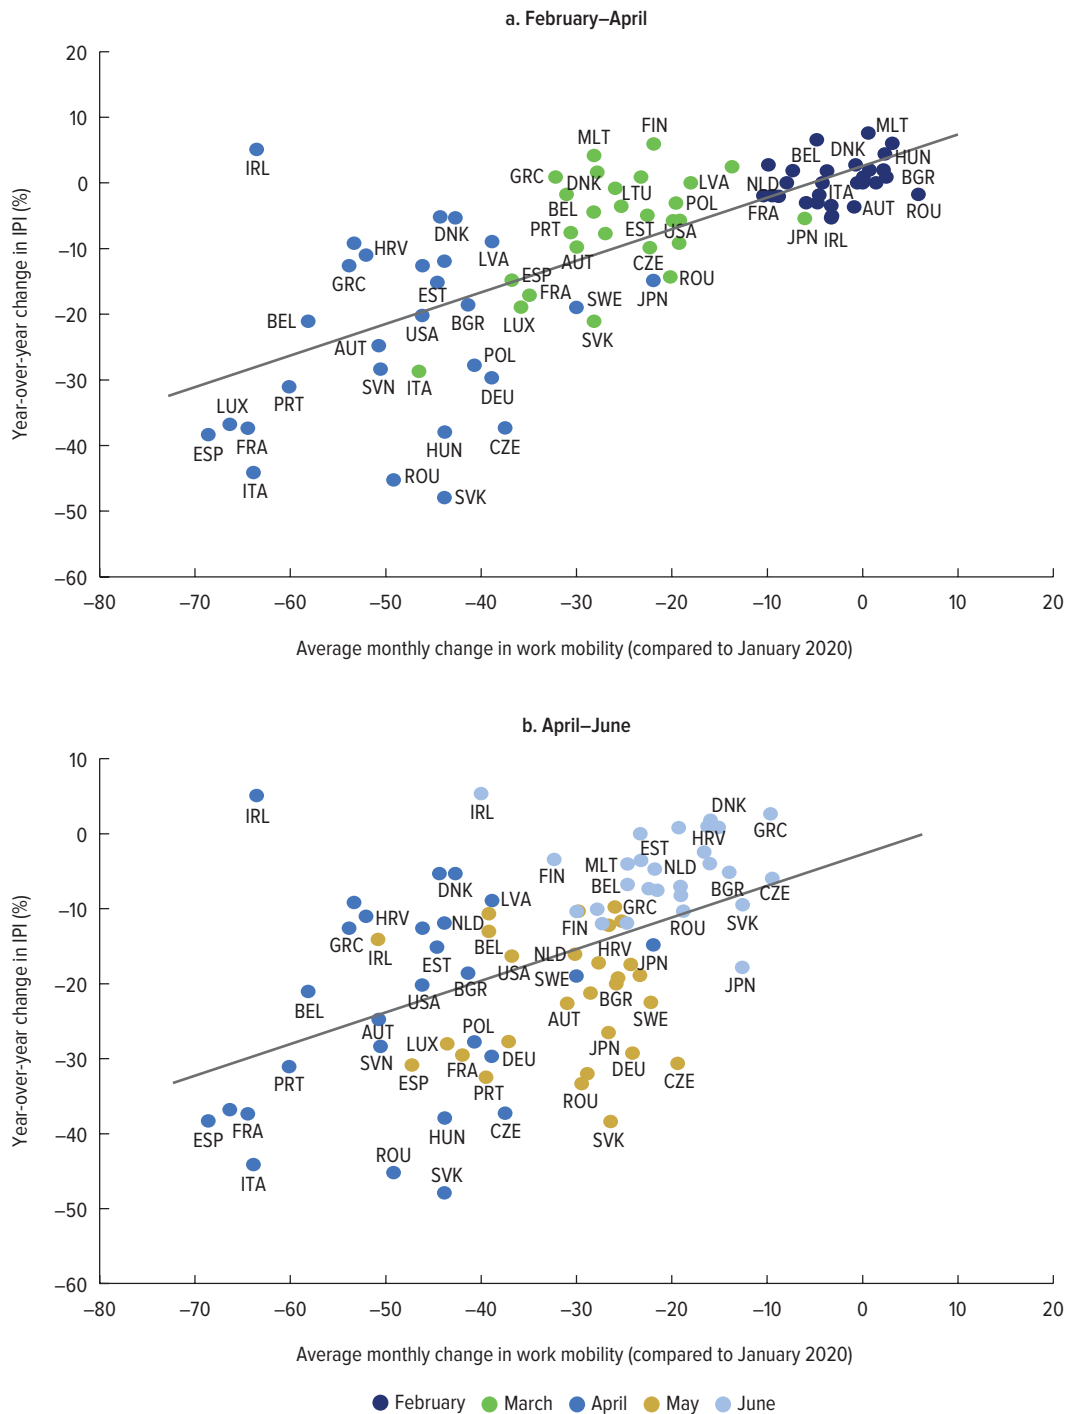 a. February–April
20
10
0
–10
–20
–30
–40
–50
–60
Year-over-year change in IPI (%)
IRL
FIN
MLT
MLT
DNK
BEL
HUN
GRC
DNK
LVA
BGR
NLD
LTU
ITA
POL
BEL
FRA
AUT
ROU
PRT
EST
USA
JPN
IRL
DNK
HRV
LVA
AUT
CZE
GRC
ESP
ROU
EST
FRA
SWE
JPN
BEL
USA
BGR
LUX
SVK
AUT
POL
SVN
ITA
DEU
PRT
LUX
ESP
FRA
HUN
CZE
ITA
ROU
SVK
–80
–70
–60
–50
–40
–30
–20
–10
0
10
20
Average monthly change in work mobility (compared to January 2020)
b. April–June
10
0
–10
–20
–30
–40
–50
–60
Year-over-year change in IPI (%)
IRL
IRL
DNK
GRC
HRV
EST
MLT
NLD
FIN
DNK
BEL
BGR
CZE
LVA
GRC
HRV
NLD
FIN
ROU
SVK
GRC
IRL
BEL
NLD
HRV
EST
USA
JPN
JPN
BGR
SWE
USA
BGR
BEL
AUT
SWE
AUT
POL
LUX
JPN
SVN
FRA
DEU
DEU
ESP
CZE
PRT
PRT
ROU
ESP
FRA
HUN
CZE
SVK
ITA
ROU
SVK
–80
–70
–60
–50
–40
–30
–20
–10
0
10
20
Average monthly change in work mobility (compared to January 2020)
February March April May June